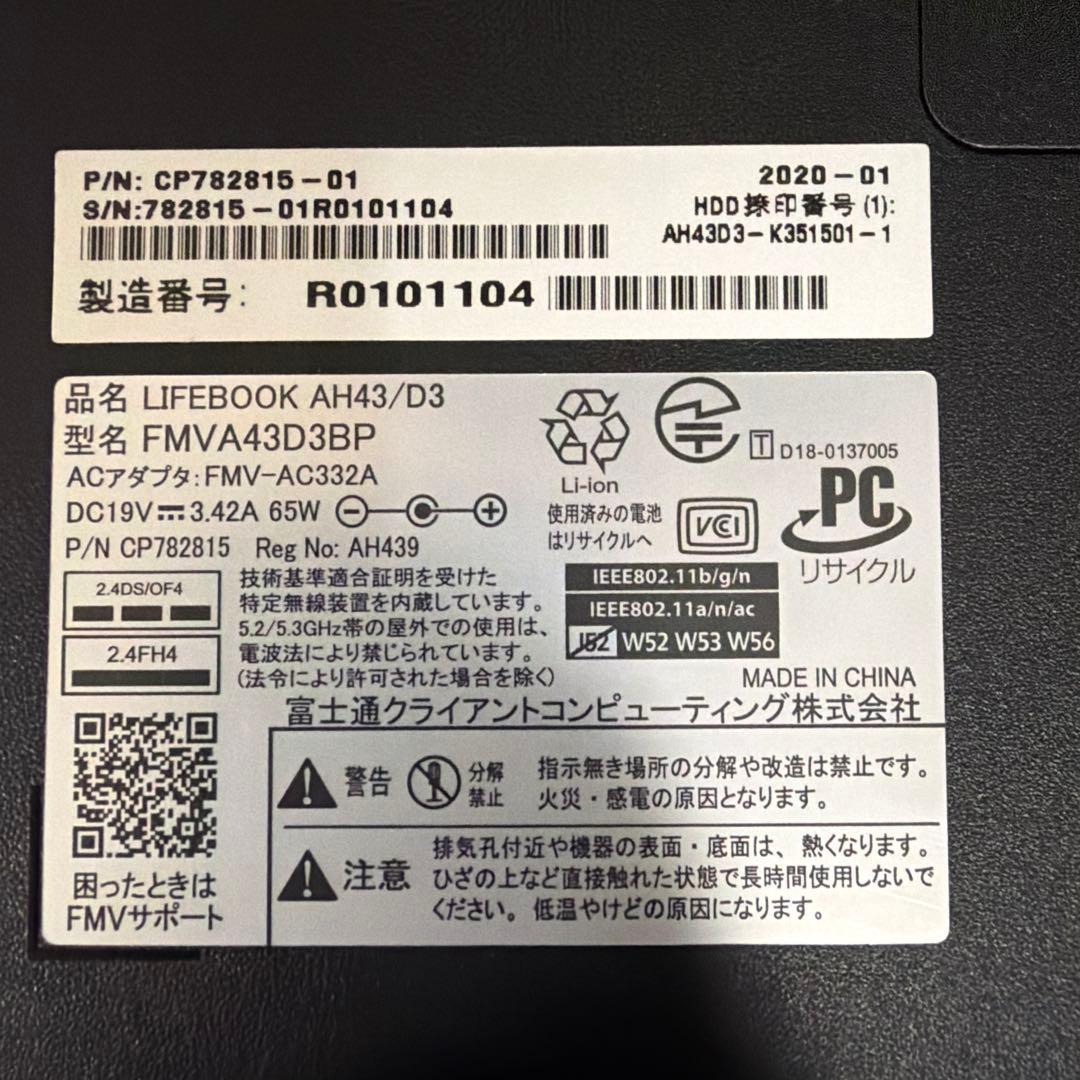 P/N: CP782815-01
2020-01
S/N:782815-01R0101104
HDD捺印番号(1):
AH43D3-K351501-1
製造番号: R0101104
品名 LIFEBOOK AH43/D3
型名 FMVA43D3BP
ACアダプタ:FMV-AC332A
DC19V 3.42A 65W
P/N CP782815 Reg No: AH439
Li-ion
使用済みの電池
はリサイクルへ
T D18-0137005
VCCI
PC
リサイクル
2.4DS/OF4
2.4FH4
技術基準適合証明を受けた
特定無線装置を内蔵しています。
5.2/5.3GHz帯の屋外での使用は、
電波法により禁じられています。
(法令により許可された場合を除く)
IEEE802.11b/g/n
IEEE802.11a/n/ac
J52 W52 W53 W56
MADE IN CHINA
富士通クライアントコンピューティング株式会社
困ったときは
FMVサポート
警告
分解
禁止
指示無き場所の分解や改造は禁止です。
火災・感電の原因となります。
注意
排気孔付近や機器の表面・底面は、熱くなります。
ひざの上など直接触れた状態で長時間使用しないで
ください。低温やけどの原因になります。